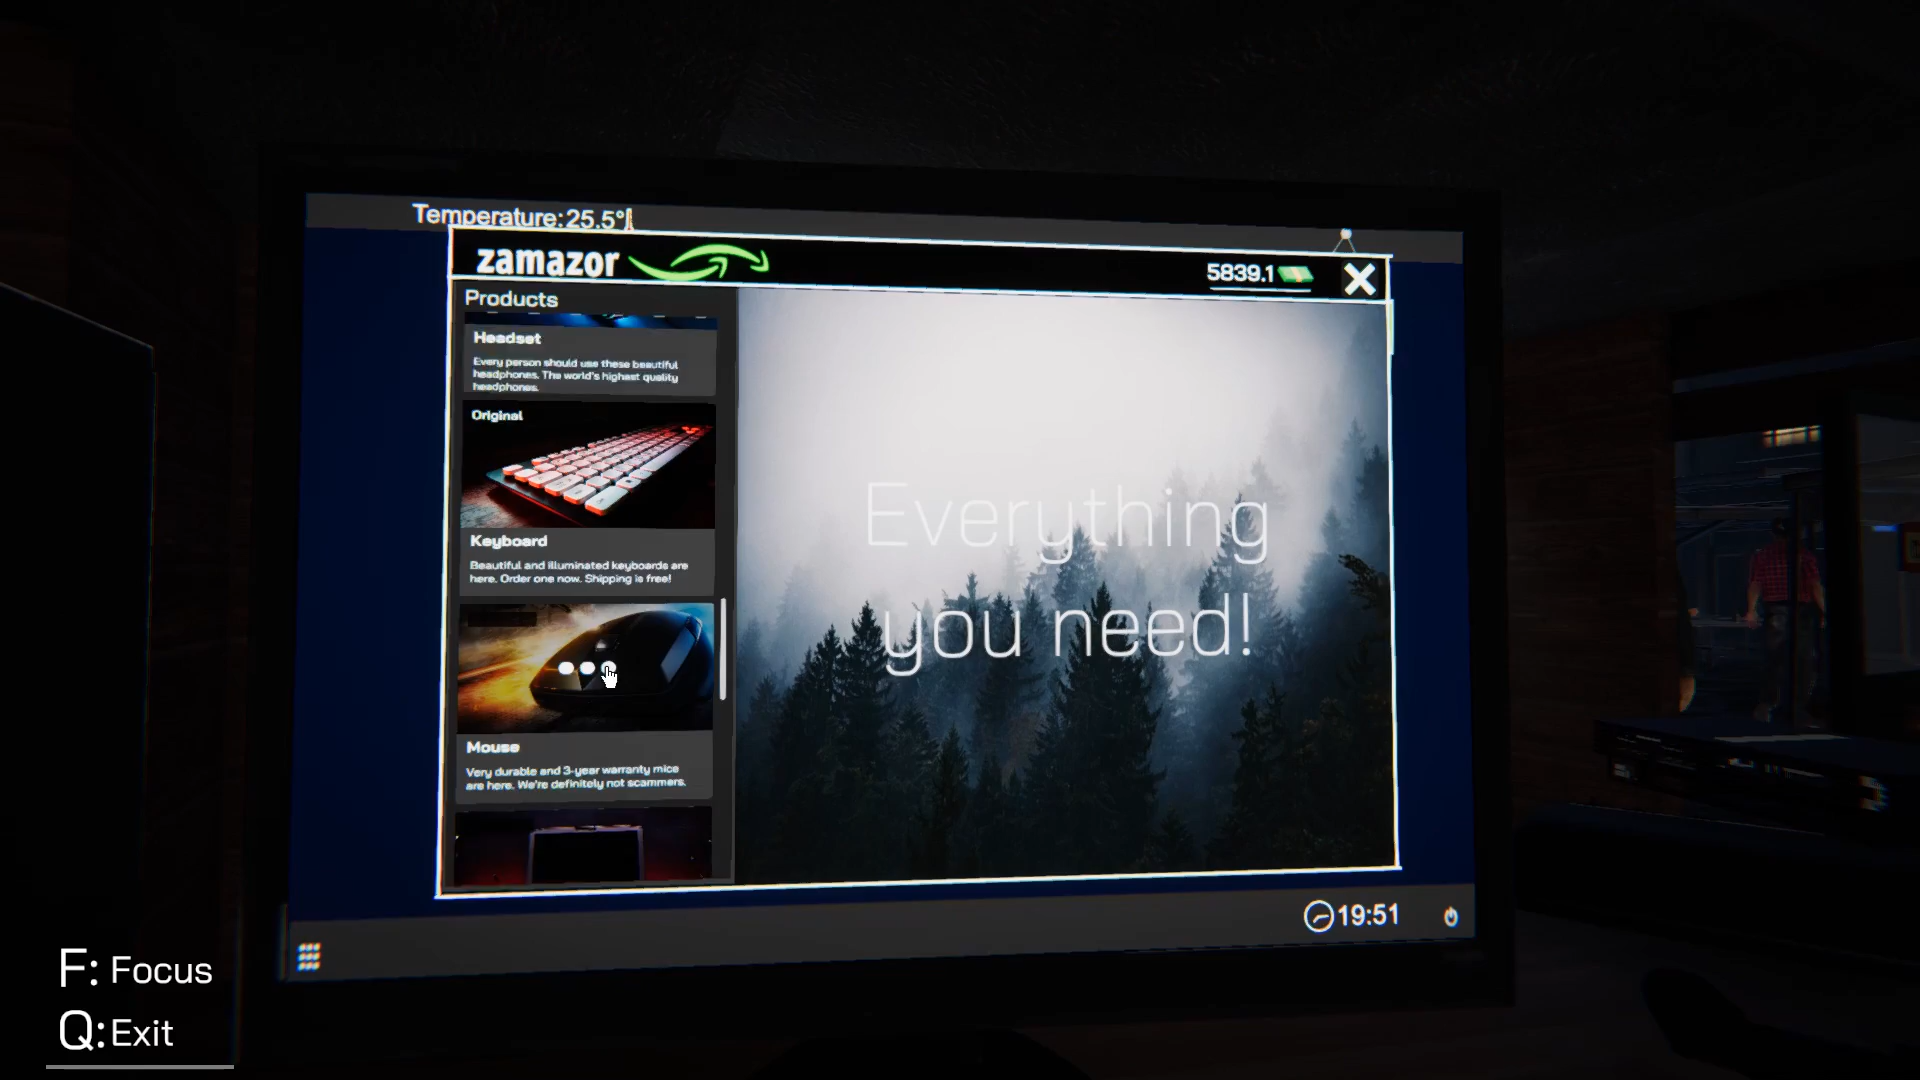 Temperature: 25.5°
zamazor
5839.1
Products
Headset
Every person should use these beautiful
headphones. The world's highest quality
headphones.
Original
Keyboard
Beautiful and illuminated keyboards are
here. Order one now. Shipping is free!
Mouse
Very durable and 3-year warranty mice
are here. We're definitely not scammers.
Everything
you need!
19:51
F: Focus
Q: Exit